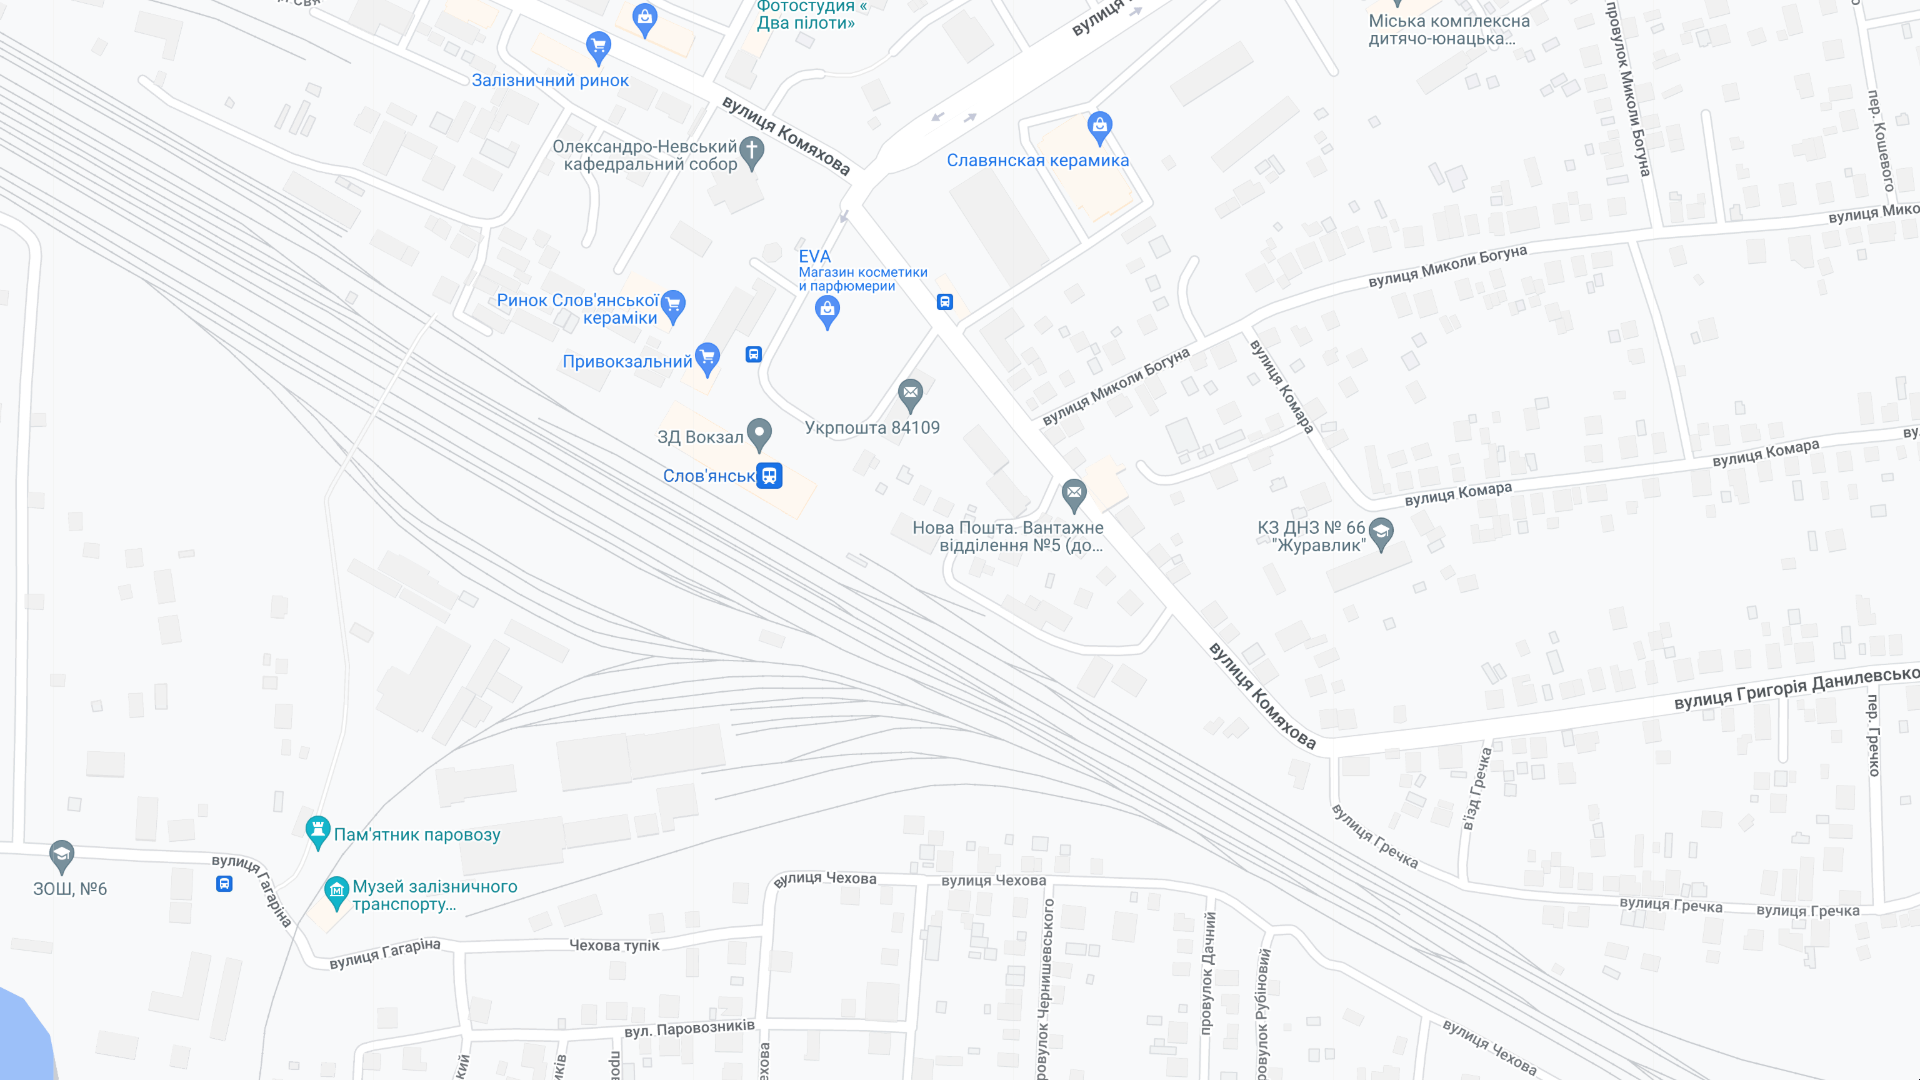 Фотостудия «
Два пілоти»
Міська комплексна
дитячо-юнацька...
вулиця
провулок Миколи Богуна
пер. Кошевого
Залізничний ринок
вулиця Комяхова
Олександро-Невський
кафедральний собор
Славянская керамика
EVA
Магазин косметики
и парфюмерии
вулиця Миколи Богуна
Ринок Слов'янської
кераміки
Привокзальний
вулиця Миколи Богуна
вулиця Комара
Укрпошта 84109
ЗД Вокзал
Слов'янськ
вулиця Комара
вулиця Комара
Нова Пошта. Вантажне
відділення №5 (до...
КЗ ДНЗ № 66
"Журавлик"
вулиця Комяхова
вулиця Григорія Данилевсько
пер. Гречко
в'їзд Гречка
вулиця Гречка
Пам'ятник паровозу
вулиця Гагаріна
ЗОШ, №6
Музей залізничного
транспорту...
вулиця Чехова
вулиця Чехова
вулиця Гречка
вулиця Гречка
вулиця Гагаріна
Чехова тупік
провулок Дачний
ровулок Чернишевського
ровулок Рубіновий
вул. Паровозників
вулиця Чехова